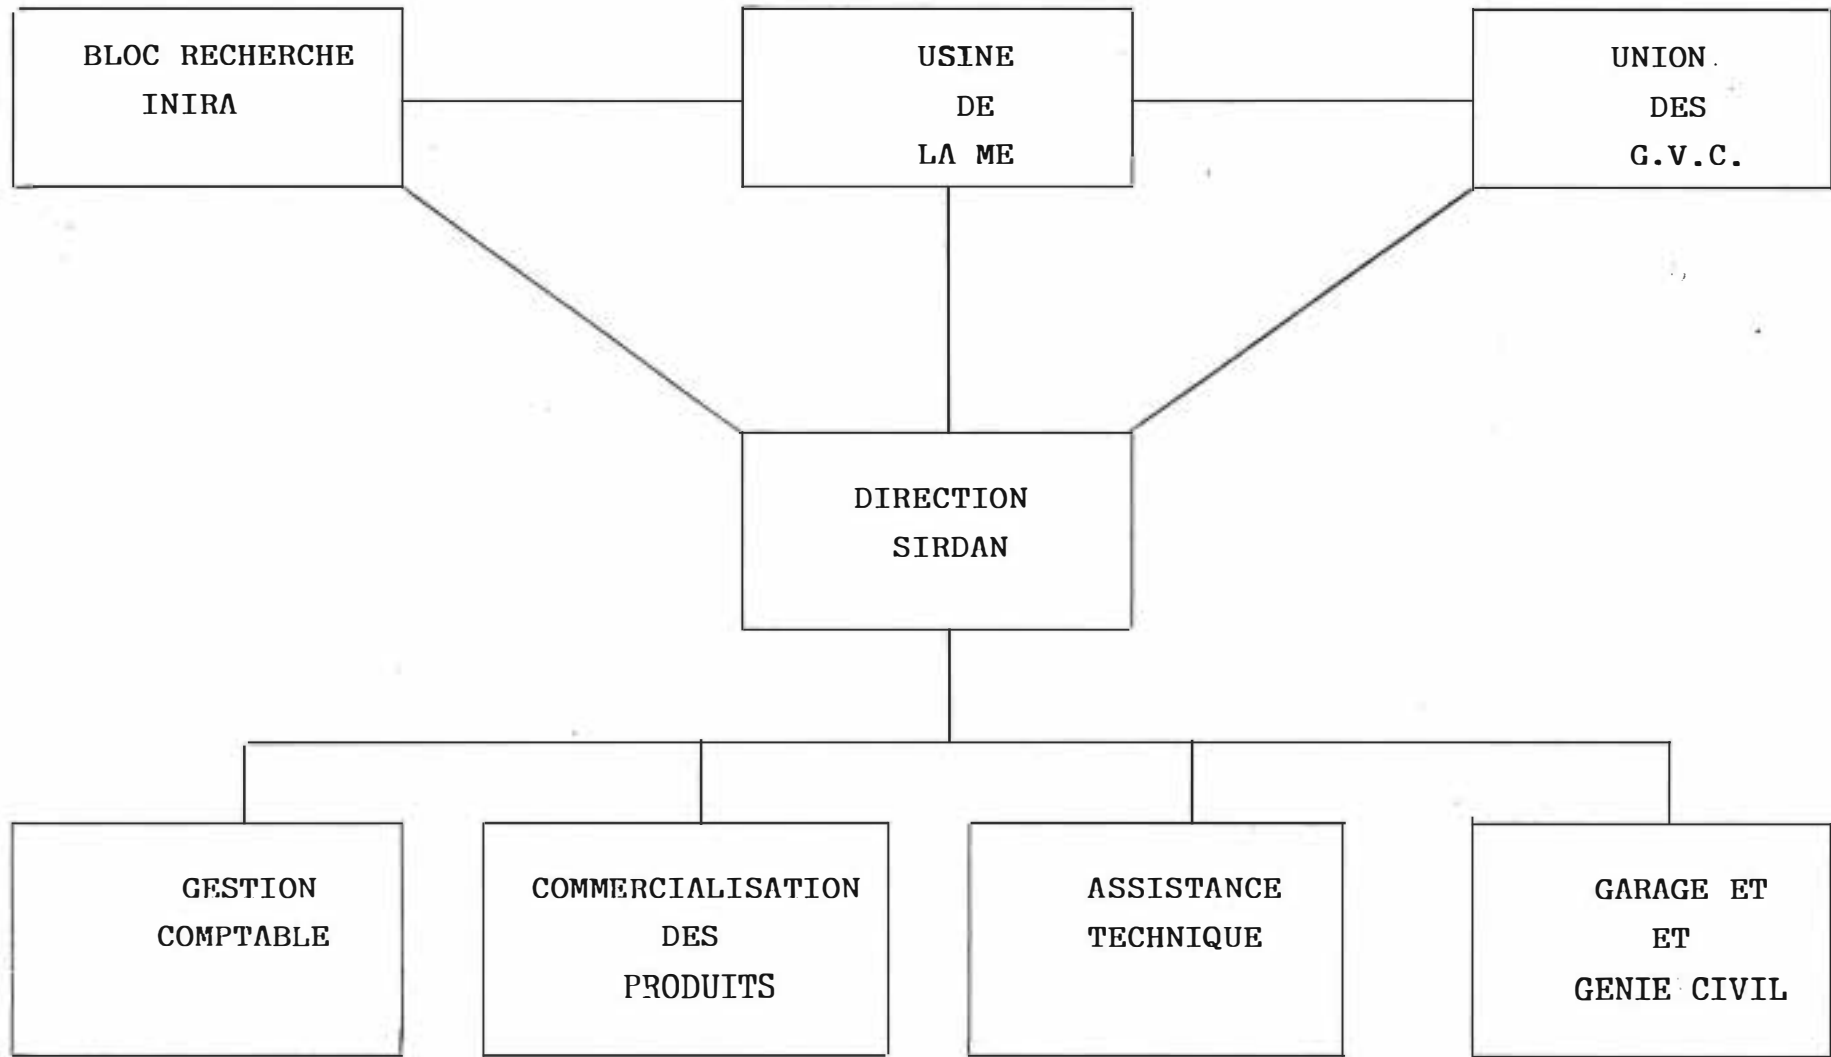 BLOC RECHERCHE
INIRA
USINE
DE
LA ME
UNION
DES
G.V.C.
DIRECTION
SIRDAN
GESTION
COMPTABLE
COMMERCIALISATION
DES
PRODUITS
ASSISTANCE
TECHNIQUE
GARAGE ET
ET
GENIE CIVIL